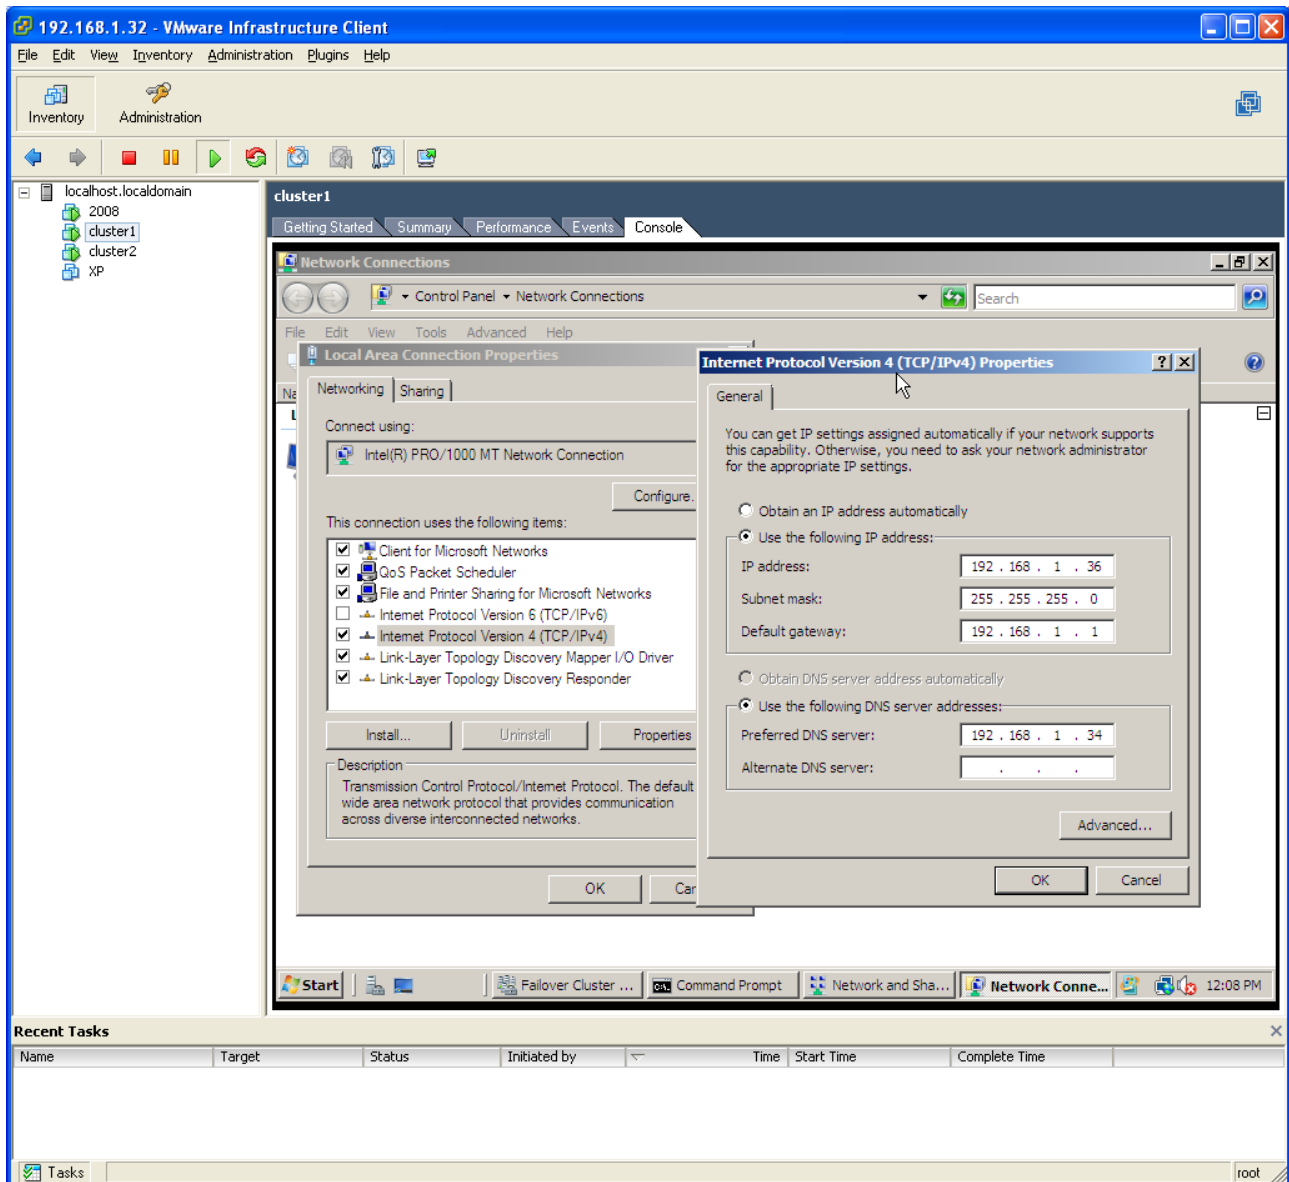 192.168.1.32 - VMware Infrastructure Client
File Edit View Inventory Administration Plugins Help
Inventory Administration
localhost.localdomain
2008
cluster1
cluster2
XP
cluster1
Getting Started Summary Performance Events Console
Network Connections
Control Panel Network Connections
Search
File Edit View Tools Advanced Help
Local Area Connection Properties
Networking Sharing
Connect using:
Intel(R) PRO/1000 MT Network Connection
Configure.
This connection uses the following items:
Client for Microsoft Networks
QoS Packet Scheduler
File and Printer Sharing for Microsoft Networks
Internet Protocol Version 6 (TCP/IPv6)
Internet Protocol Version 4 (TCP/IPv4)
Link-Layer Topology Discovery Mapper I/O Driver
Link-Layer Topology Discovery Responder
Install... Uninstall Properties
Description
Transmission Control Protocol/Internet Protocol. The default
wide area network protocol that provides communication
across diverse interconnected networks.
OK
Internet Protocol Version 4 (TCP/IPv4) Properties
General
You can get IP settings assigned automatically if your network supports
this capability. Otherwise, you need to ask your network administrator
for the appropriate IP settings.
Obtain an IP address automatically
Use the following IP address:
IP address: 192 . 168 . 1 . 36
Subnet mask: 255 . 255 . 255 . 0
Default gateway: 192 . 168 . 1 . 1
Obtain DNS server address automatically
Use the following DNS server addresses:
Preferred DNS server: 192 . 168 . 1 . 34
Alternate DNS server: . . .
Advanced...
OK Cancel
Start Failover Cluster ... Command Prompt Network and Sha... Network Conne... 12:08 PM
Recent Tasks
Name Target Status Initiated by Time Start Time Complete Time
Tasks root